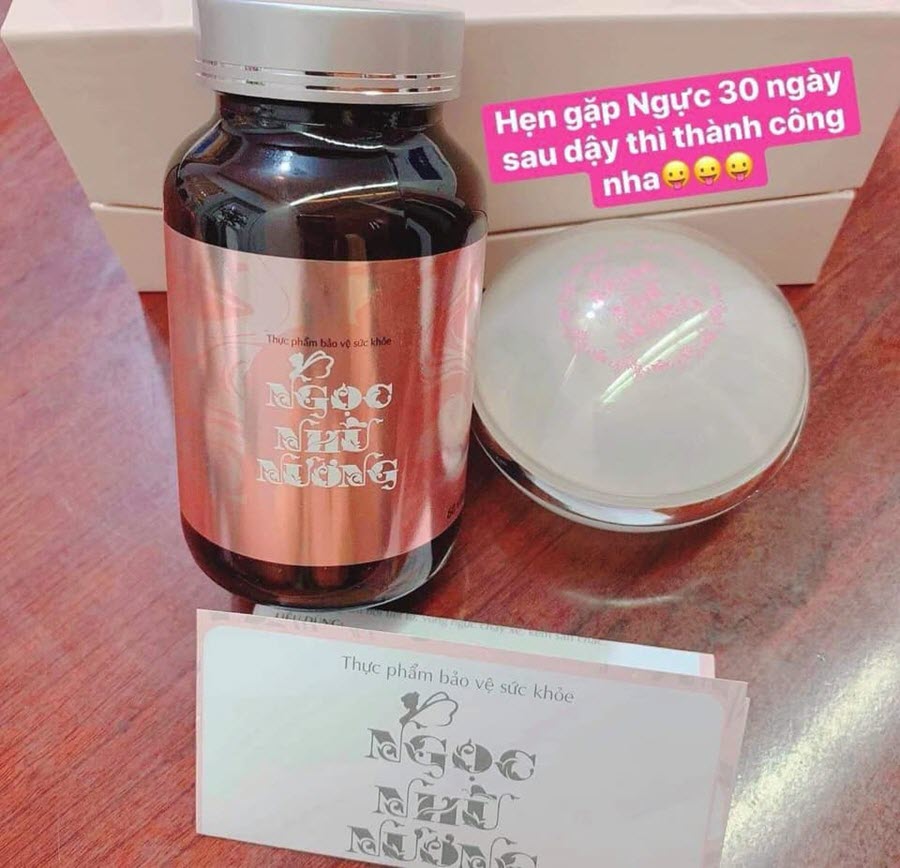 Hẹn gặp Ngực 30 ngày
sau dậy thì thành công
nha😛😛😛
Thực phẩm bảo vệ sức khỏe
NGỌC
NHŨ
NƯƠNG
Thực phẩm bảo vệ sức khỏe
NGỌC
NHŨ
NƯƠNG